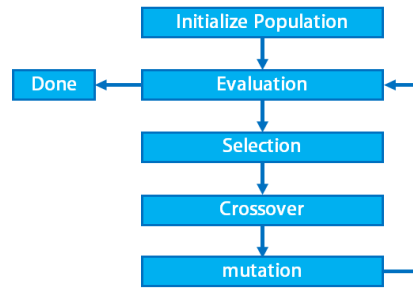 Initialize Population
Done
Evaluation
Selection
Crossover
mutation